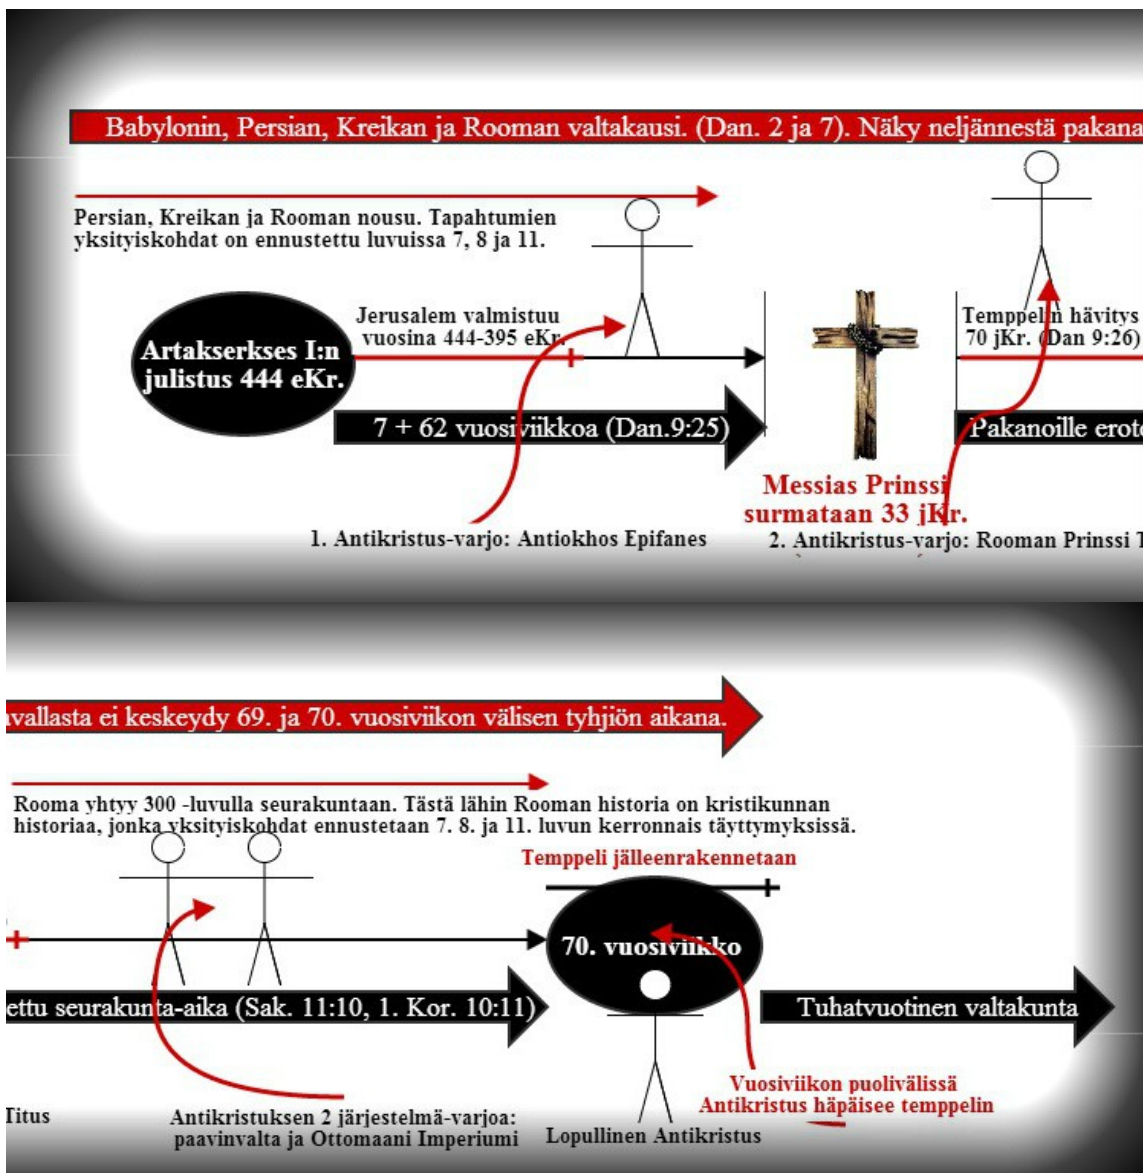 Babylonin, Persian, Kreikan ja Rooman valtakausi. (Dan. 2 ja 7). Näky neljännestä pakana
Persian, Kreikan ja Rooman nousu. Tapahtumien
yksityiskohdat on ennustettu luvuissa 7, 8 ja 11.
Artakserkses I:n
julistus 444 eKr.
Jerusalem valmistuu
vuosina 444-395 eKr.
7 + 62 vuosiviikkoa (Dan.9:25)
Messias Prinssi
surmataan 33 jKr.
Temppelin hävitys
70 jKr. (Dan 9:26)
Pakanoille erote
1. Antikristus-varjo: Antiokhos Epifanes
2. Antikristus-varjo: Rooman Prinssi T
vallasta ei keskeydy 69. ja 70. vuosiviikon välisen tyhjiön aikana.
Rooma yhtyy 300 -luvulla seurakuntaan. Tästä lähin Rooman historia on kristikunnan
historiaa, jonka yksityiskohdat ennustetaan 7. 8. ja 11. luvun kerronnais täyttymyksissä.
Temppeli jälleenrakennetaan
70. vuosiviikko
ettu seurakunta-aika (Sak. 11:10, 1. Kor. 10:11)
Tuhatvuotinen valtakunta
Vuosiviikon puolivälissä
Antikristus häpäisee temppelin
Titus
Antikristuksen 2 järjestelmä-varjoa:
paavinvalta ja Ottomaani Imperiumi
Lopullinen Antikristus